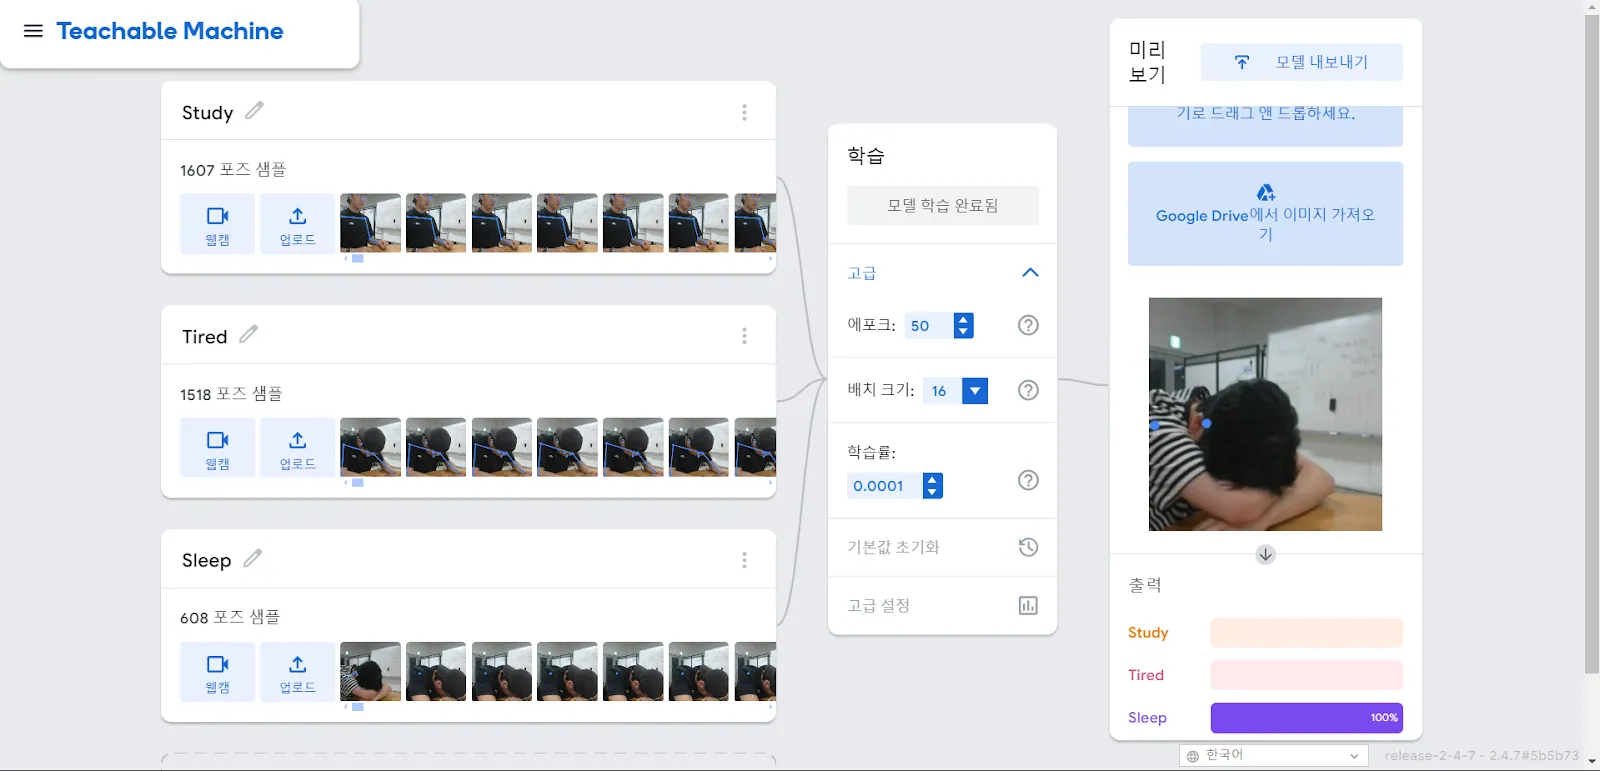 Teachable Machine
Study
1607 포즈 샘플
웹캠
업로드
Tired
1518 포즈 샘플
웹캠
업로드
Sleep
608 포즈 샘플
웹캠
업로드
학습
모델 학습 완료됨
고급
에포크: 50
배치 크기: 16
학습률:
0.0001
기본값 초기화
고급 설정
미리
보기
모델 내보내기
기로 드래그 앤 드롭하세요.
Google Drive에서 이미지 가져오
기
출력
Study
Tired
Sleep 100%
한국어
release-2-4-7 - 2.4.7#5b5b73